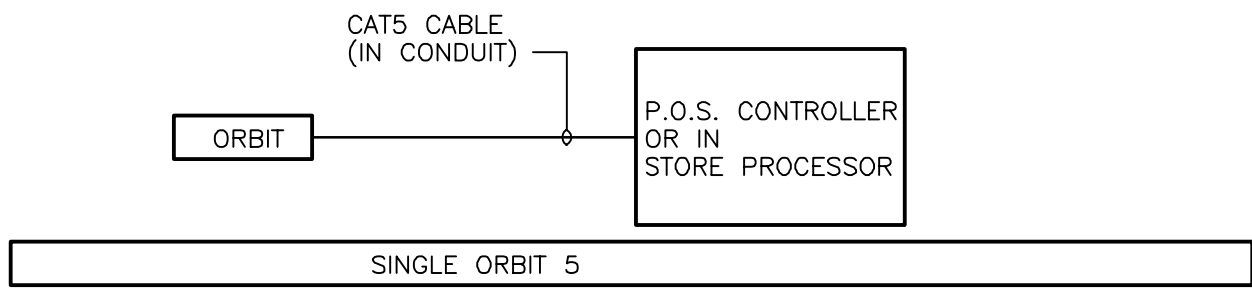 CAT5 CABLE
(IN CONDUIT)
ORBIT
P.O.S. CONTROLLER
OR IN
STORE PROCESSOR
SINGLE ORBIT 5